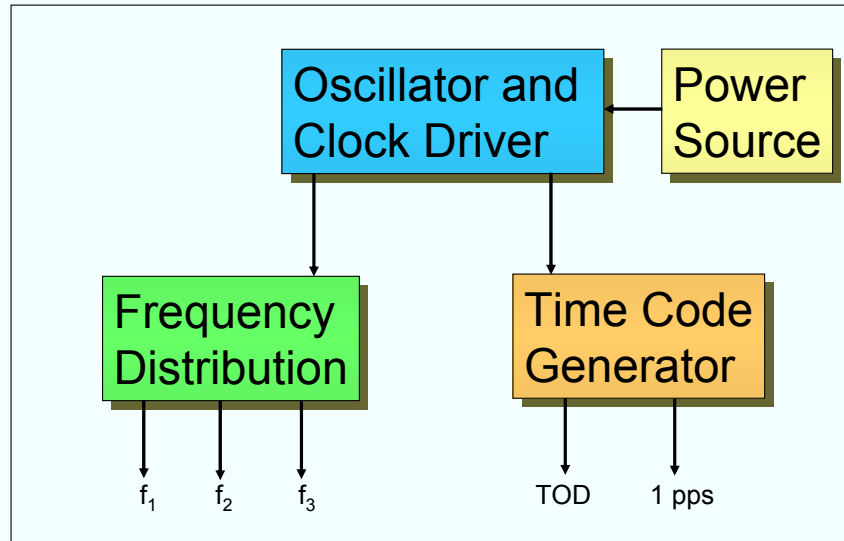 Oscillator and
Clock Driver
Power
Source
Frequency
Distribution
Time Code
Generator
f₁
f₂
f₃
TOD
1 pps